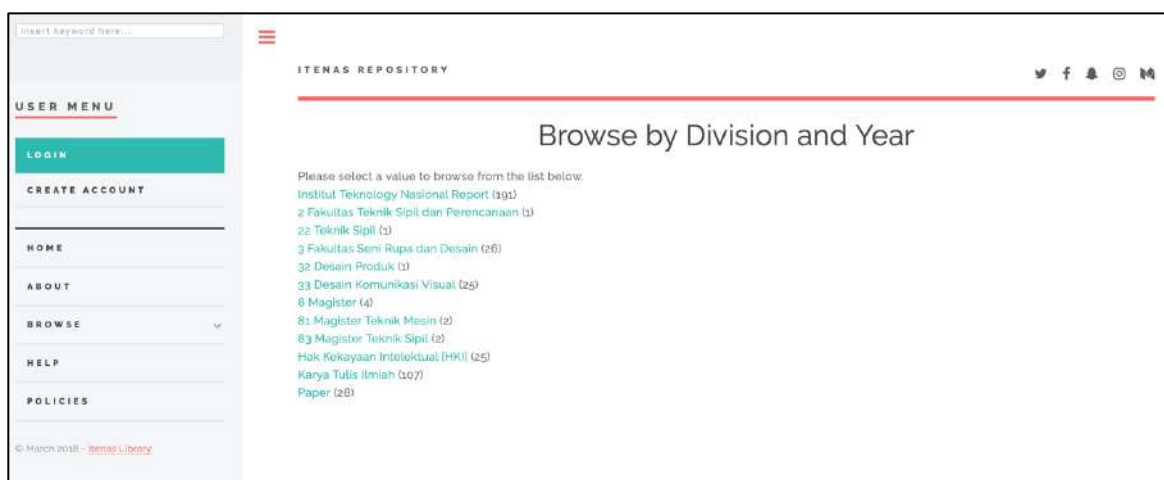 Insert keyword here...
USER MENU
LOGIN
CREATE ACCOUNT
HOME
ABOUT
BROWSE
HELP
POLICIES
© March 2018 - Itenas Library
ITENAS REPOSITORY
Browse by Division and Year
Please select a value to browse from the list below.
Institut Teknology Nasional Report (191)
2 Fakultas Teknik Sipil dan Perencanaan (1)
22 Teknik Sipil (1)
3 Fakultas Seni Rupa dan Desain (26)
32 Desain Produk (1)
33 Desain Komunikasi Visual (25)
8 Magister (4)
81 Magister Teknik Mesin (2)
83 Magister Teknik Sipil (2)
Hak Kekayaan Intelektual [HKI] (25)
Karya Tulis Ilmiah (107)
Paper (28)